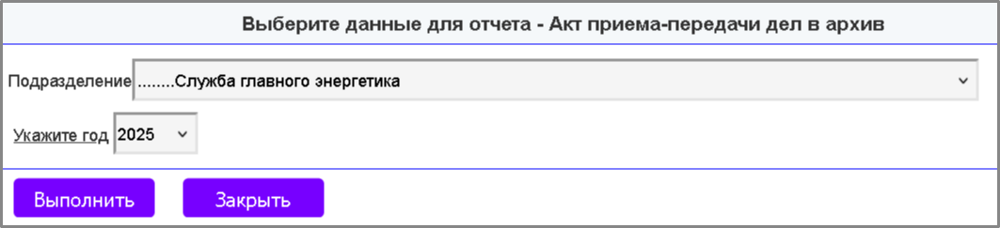 Выберите данные для отчета - Акт приема-передачи дел в архив
Подразделение ........Служба главного энергетика
Укажите год 2025
Выполнить Закрыть